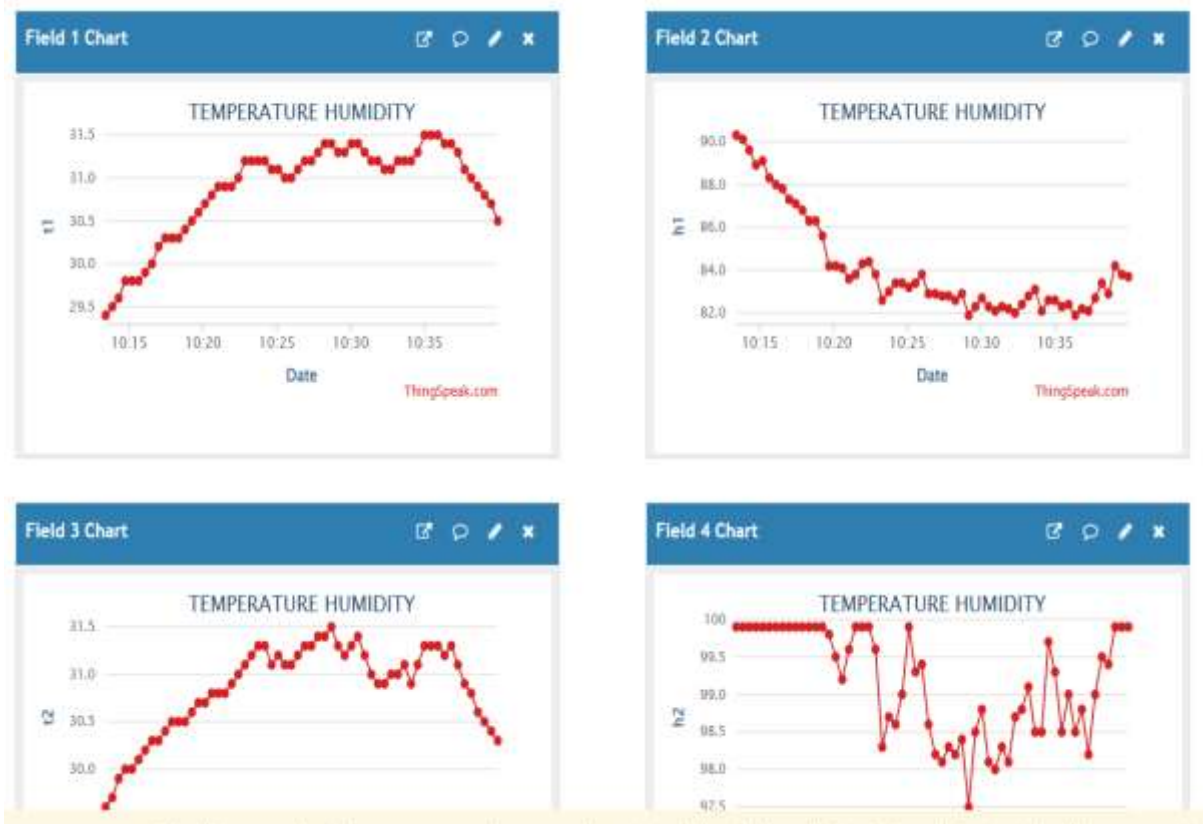 Field 1 Chart
TEMPERATURE HUMIDITY
31.5
31.0
30.5
30.0
29.5
t1
10:15 10:20 10:25 10:30 10:35
Date
ThingSpeak.com
Field 2 Chart
TEMPERATURE HUMIDITY
90.0
88.0
86.0
84.0
82.0
h1
10:15 10:20 10:25 10:30 10:35
Date
ThingSpeak.com
Field 3 Chart
TEMPERATURE HUMIDITY
31.5
31.0
30.5
30.0
t2
Field 4 Chart
TEMPERATURE HUMIDITY
100
99.5
99.0
98.5
98.0
97.5
h2